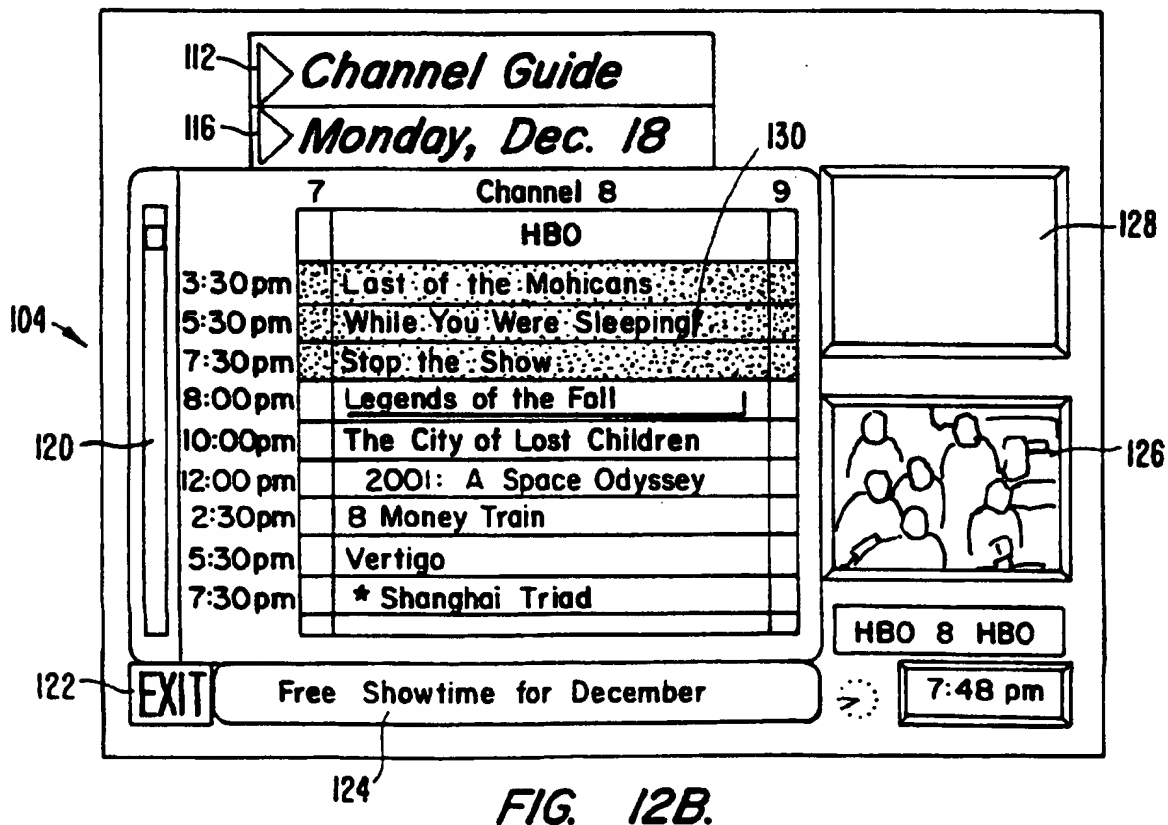 112 Channel Guide
116 Monday, Dec. 18
130
7 Channel 8 9
HBO
128
3:30pm Last of the Mohicans
104
5:30pm While You Were Sleeping
7:30pm Stop the Show
8:00pm Legends of the Fall
120
10:00pm The City of Lost Children
126
12:00 pm 2001: A Space Odyssey
2:30pm 8 Money Train
5:30pm Vertigo
7:30pm * Shanghai Triad
HBO 8 HBO
122 EXIT Free Showtime for December 7:48 pm
124
FIG. 12B.